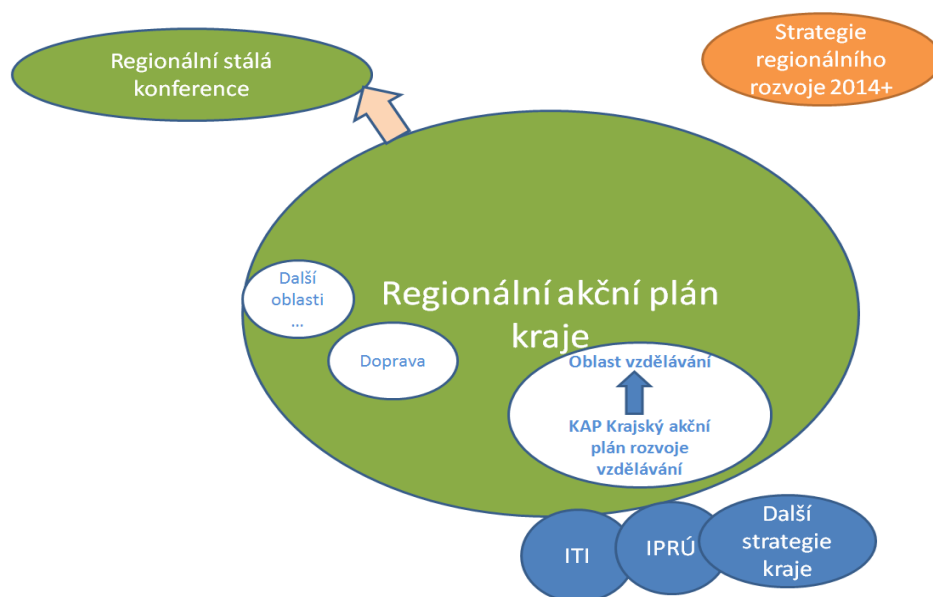 Regionální stálá
konference
Strategie
regionálního
rozvoje 2014+
Další
oblasti
...
Regionální akční plán
kraje
Doprava
Oblast vzdělávání
KAP Krajský akční
plán rozvoje
vzdělávání
ITI
IPRÚ
Další
strategie
kraje